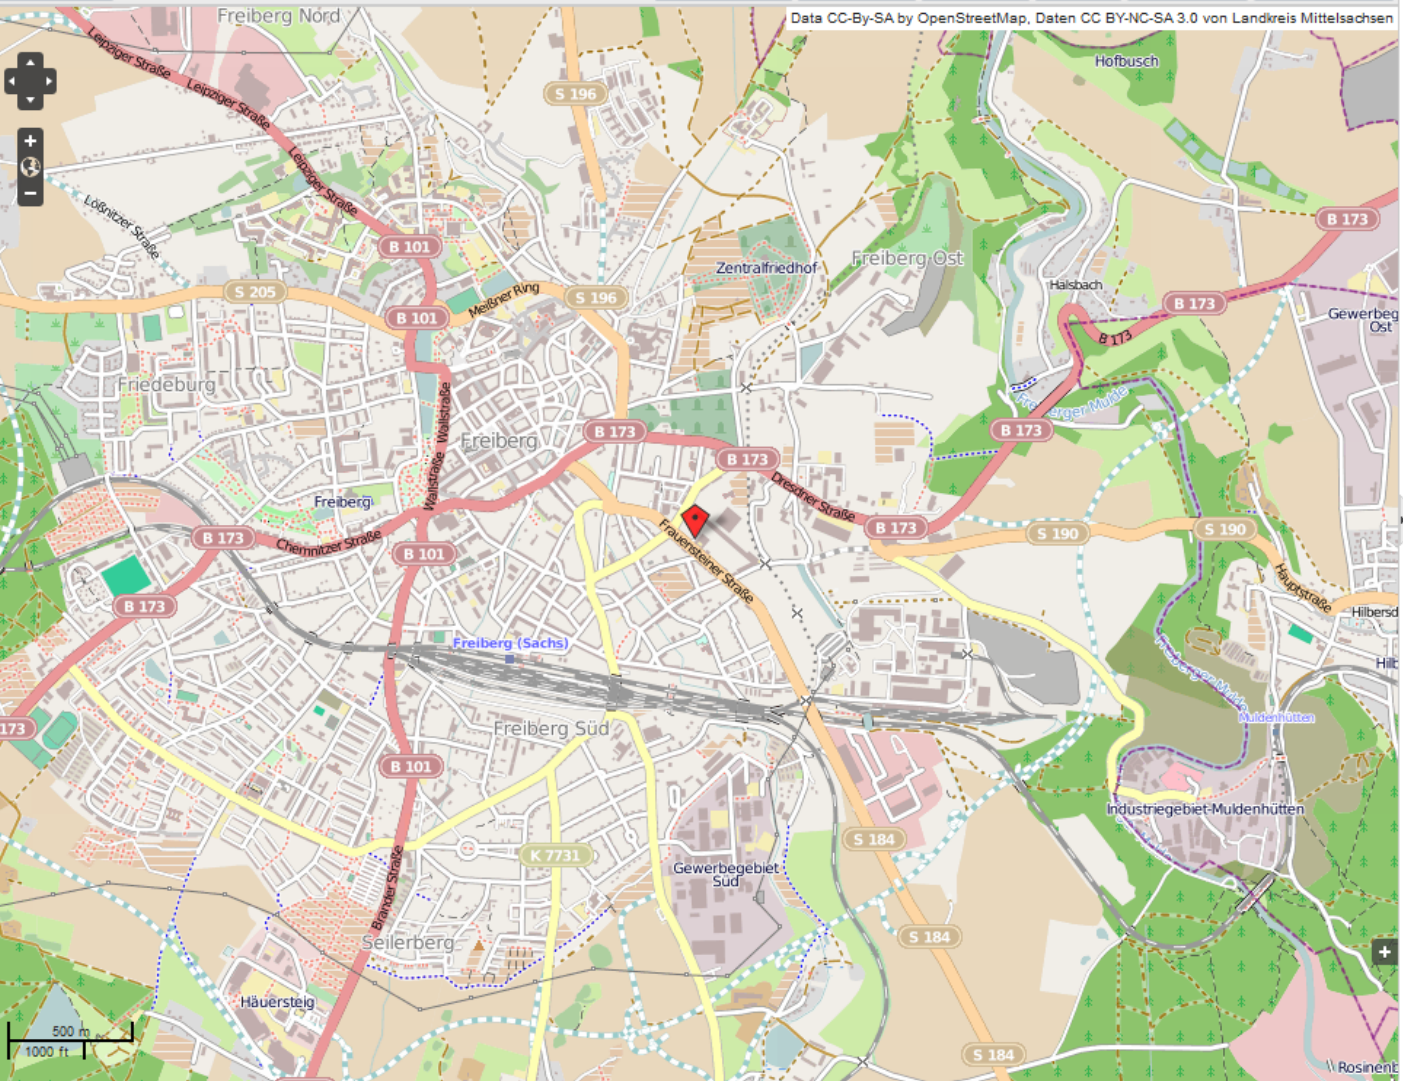 Freiberg Nord
Data CC-By-SA by OpenStreetMap, Daten CC BY-NC-SA 3.0 von Landkreis Mittelsachsen
Leipziger Straße
Hofbusch
Leipziger Straße
S 196
Leipziger Straße
Lößnitzer Straße
B 173
B 101
Zentralfriedhof
Freiberg Ost
Halsbach
S 205
Meißner Ring
S 196
B 173
B 101
Gewerbeg
Ost
B 173
Friedeburg
Wallstraße
Freiberger Mulde
Freiberg
B 173
B 173
B 173
Wallstraße
Dresdner Straße
Freiberg
B 173
B 173
Chemnitzer Straße
B 101
Frauensteiner Straße
S 190
S 190
Hauptstraße
B 173
Hilbersd
Freiberg (Sachs)
Freiberger Mulde
Hilb
173
Freiberg Süd
Muldenhütten
B 101
Industriegebiet-Muldenhütten
S 184
K 7731
Gewerbegebiet
Süd
Brander Straße
Seilerberg
S 184
Häuersteig
500 m
1000 ft
S 184
Rosinenb